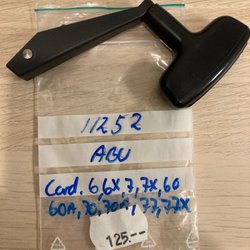 11252
ABU
Card. 6,6X,7,7X,60
60A,70,70A,77,77X
125.--